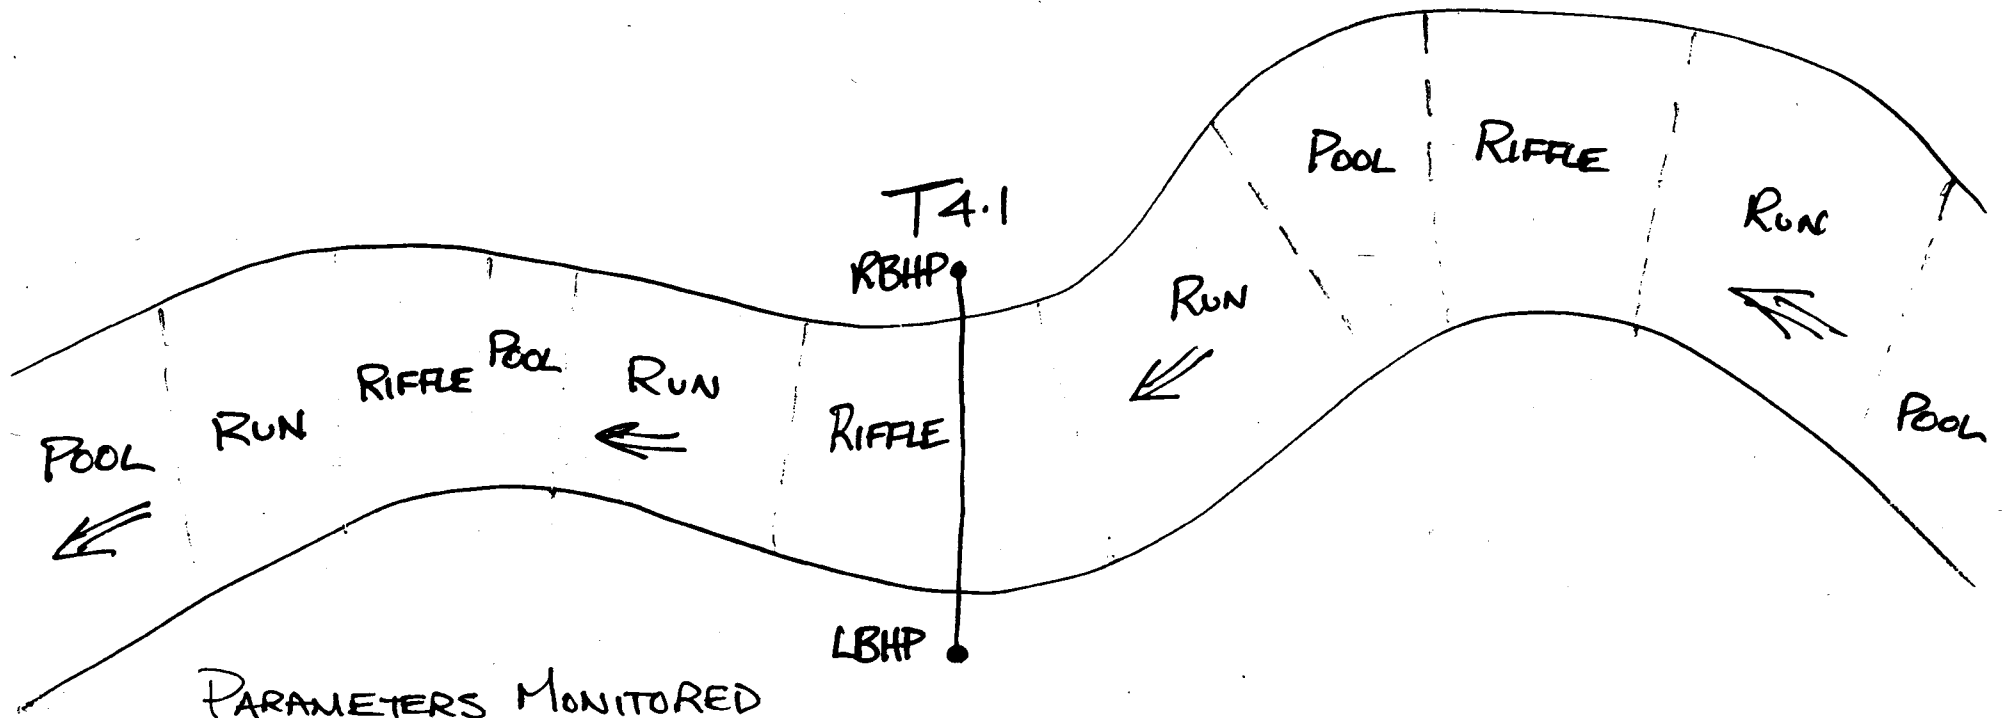 POOL RIFFLE
RUN
T4.1
RBHP
RUN
POOL
RIFFLE POOL RUN
RUN
RIFFLE
POOL
LBHP
PARAMETERS MONITORED